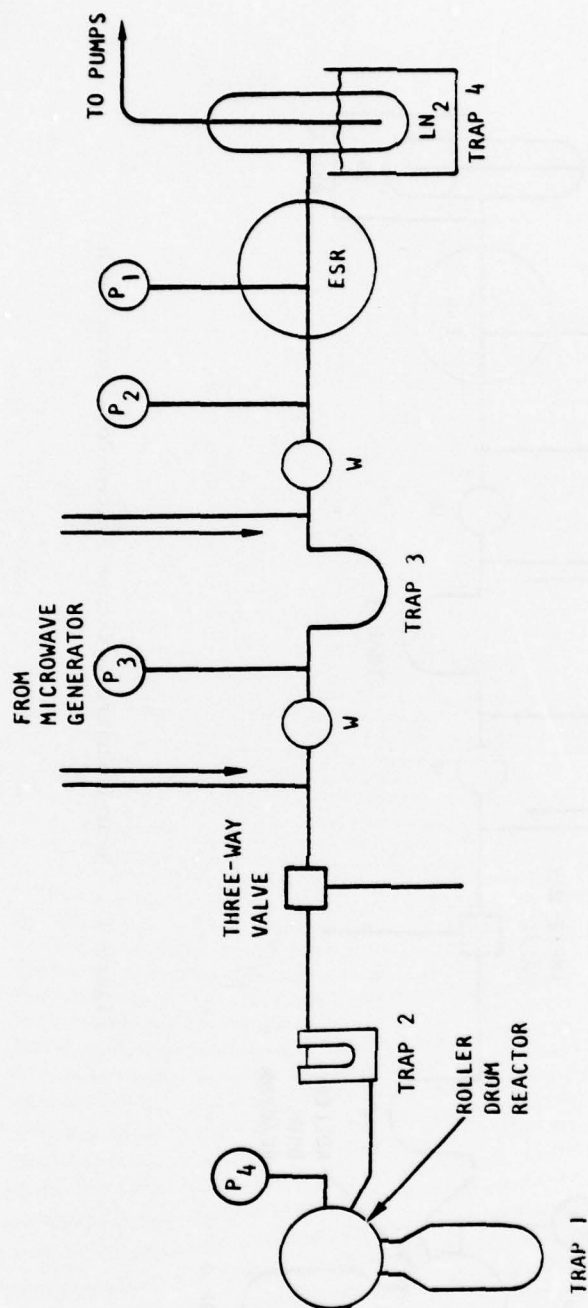 TO PUMPS
P1
P2
FROM
MICROWAVE
GENERATOR
P3
ESR
LN2
TRAP 4
W
TRAP 3
W
THREE-WAY
VALVE
TRAP 2
P4
ROLLER
DRUM
REACTOR
TRAP 1